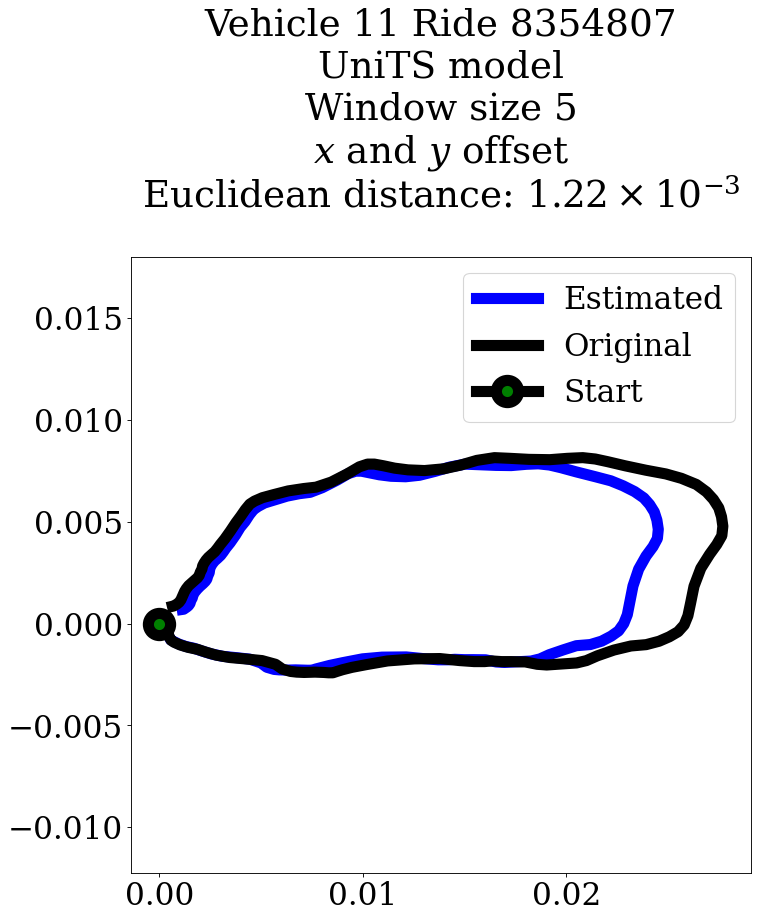 Vehicle 11 Ride 8354807
UniTS model
Window size 5
x and y offset
Euclidean distance: 1.22 × 10⁻³
Estimated
Original
Start
0.015
0.010
0.005
0.000
−0.005
−0.010
0.00 0.01 0.02